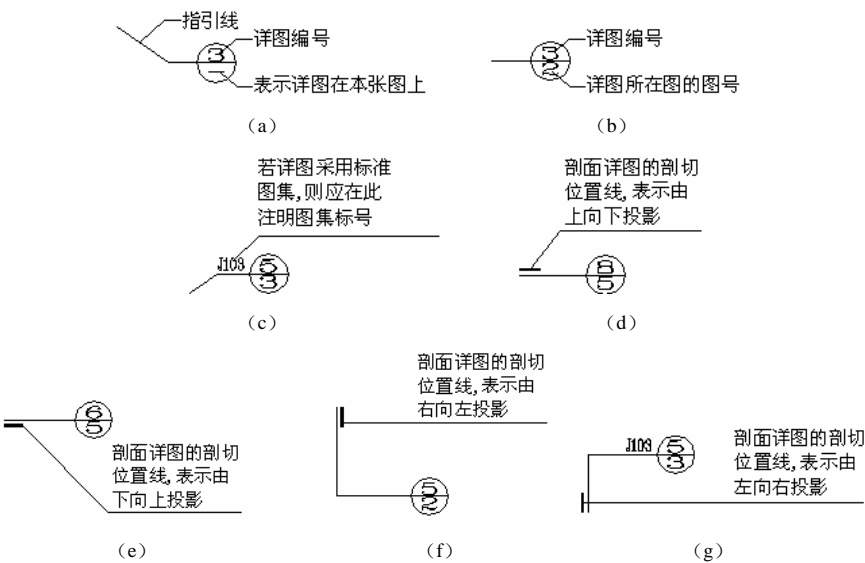 指引线
3
详图编号
—
表示详图在本张图上
（a）
3
详图编号
2
详图所在图的图号
（b）
若详图采用标准
图集,则应在此
注明图集标号
J103
5
3
（c）
剖面详图的剖切
位置线,表示由
上向下投影
8
5
（d）
6
5
剖面详图的剖切
位置线,表示由
下向上投影
（e）
剖面详图的剖切
位置线,表示由
右向左投影
5
2
（f）
J103
5
3
剖面详图的剖切
位置线,表示由
左向右投影
（g）